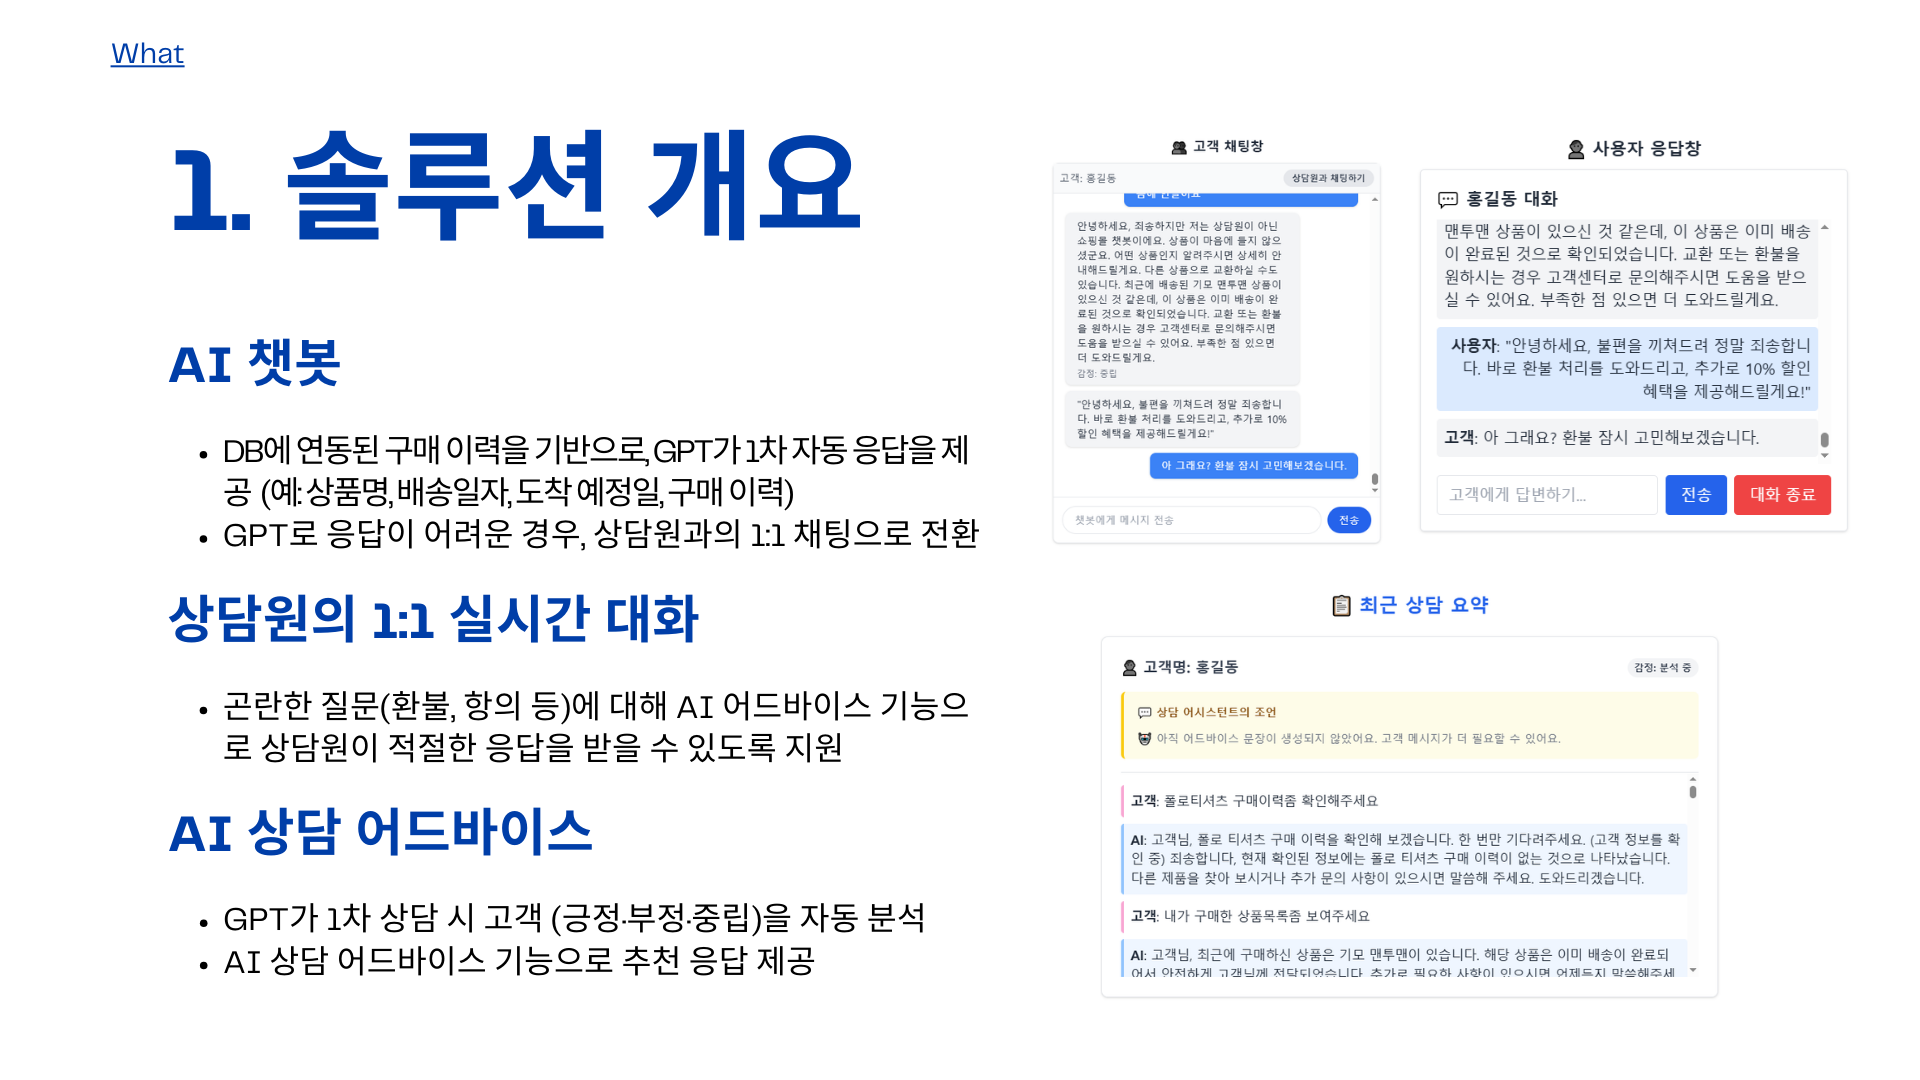 What
1. 솔루션 개요
AI 챗봇
• DB에 연동된 구매 이력을 기반으로, GPT가 1차 자동 응답을 제
공 (예: 상품명, 배송일자, 도착 예정일, 구매 이력)
• GPT로 응답이 어려운 경우, 상담원과의 1:1 채팅으로 전환
상담원의 1:1 실시간 대화
• 곤란한 질문(환불, 항의 등)에 대해 AI 어드바이스 기능으
로 상담원이 적절한 응답을 받을 수 있도록 지원
AI 상담 어드바이스
• GPT가 1차 상담 시 고객 (긍정·부정·중립)을 자동 분석
• AI 상담 어드바이스 기능으로 추천 응답 제공
고객 채팅창
고객: 홍길동
상담원과 채팅하기
안녕하세요, 죄송하지만 저는 상담원이 아닌
쇼핑몰 챗봇이에요. 상품이 마음에 들지 않으
셨군요. 어떤 상품인지 알려주시면 상세히 안
내해드릴게요. 다른 상품으로 교환하실 수도
있습니다. 최근에 배송된 기모 맨투맨 상품이
있으신 것 같은데, 이 상품은 이미 배송이 완
료된 것으로 확인되었습니다. 교환 또는 환불
을 원하시는 경우 고객센터로 문의해주시면
도움을 받으실 수 있어요. 부족한 점 있으면
더 도와드릴게요.
감정: 중립
"안녕하세요, 불편을 끼쳐드려 정말 죄송합니
다. 바로 환불 처리를 도와드리고, 추가로 10%
할인 혜택을 제공해드릴게요!"
아 그래요? 환불 잠시 고민해보겠습니다.
챗봇에게 메시지 전송
전송
사용자 응답창
홍길동 대화
맨투맨 상품이 있으신 것 같은데, 이 상품은 이미 배송
이 완료된 것으로 확인되었습니다. 교환 또는 환불을
원하시는 경우 고객센터로 문의해주시면 도움을 받으
실 수 있어요. 부족한 점 있으면 더 도와드릴게요.
사용자: "안녕하세요, 불편을 끼쳐드려 정말 죄송합니
다. 바로 환불 처리를 도와드리고, 추가로 10% 할인
혜택을 제공해드릴게요!"
고객: 아 그래요? 환불 잠시 고민해보겠습니다.
고객에게 답변하기...
전송
대화 종료
최근 상담 요약
고객명: 홍길동
감정: 분석 중
상담 어시스턴트의 조언
아직 어드바이스 문장이 생성되지 않았어요. 고객 메시지가 더 필요할 수 있어요.
고객: 폴로티셔츠 구매이력좀 확인해주세요
AI: 고객님, 폴로 티셔츠 구매 이력을 확인해 보겠습니다. 한 번만 기다려주세요. (고객 정보를 확
인 중) 죄송합니다, 현재 확인된 정보에는 폴로 티셔츠 구매 이력이 없는 것으로 나타났습니다.
다른 제품을 찾아 보시거나 추가 문의 사항이 있으시면 말씀해 주세요. 도와드리겠습니다.
고객: 내가 구매한 상품목록좀 보여주세요
AI: 고객님, 최근에 구매하신 상품은 기모 맨투맨이 있습니다. 해당 상품은 이미 배송이 완료되
어서 안전하게 고객님께 전달되었습니다. 추가로 필요한 사항이 있으시면 언제든지 말씀해주세